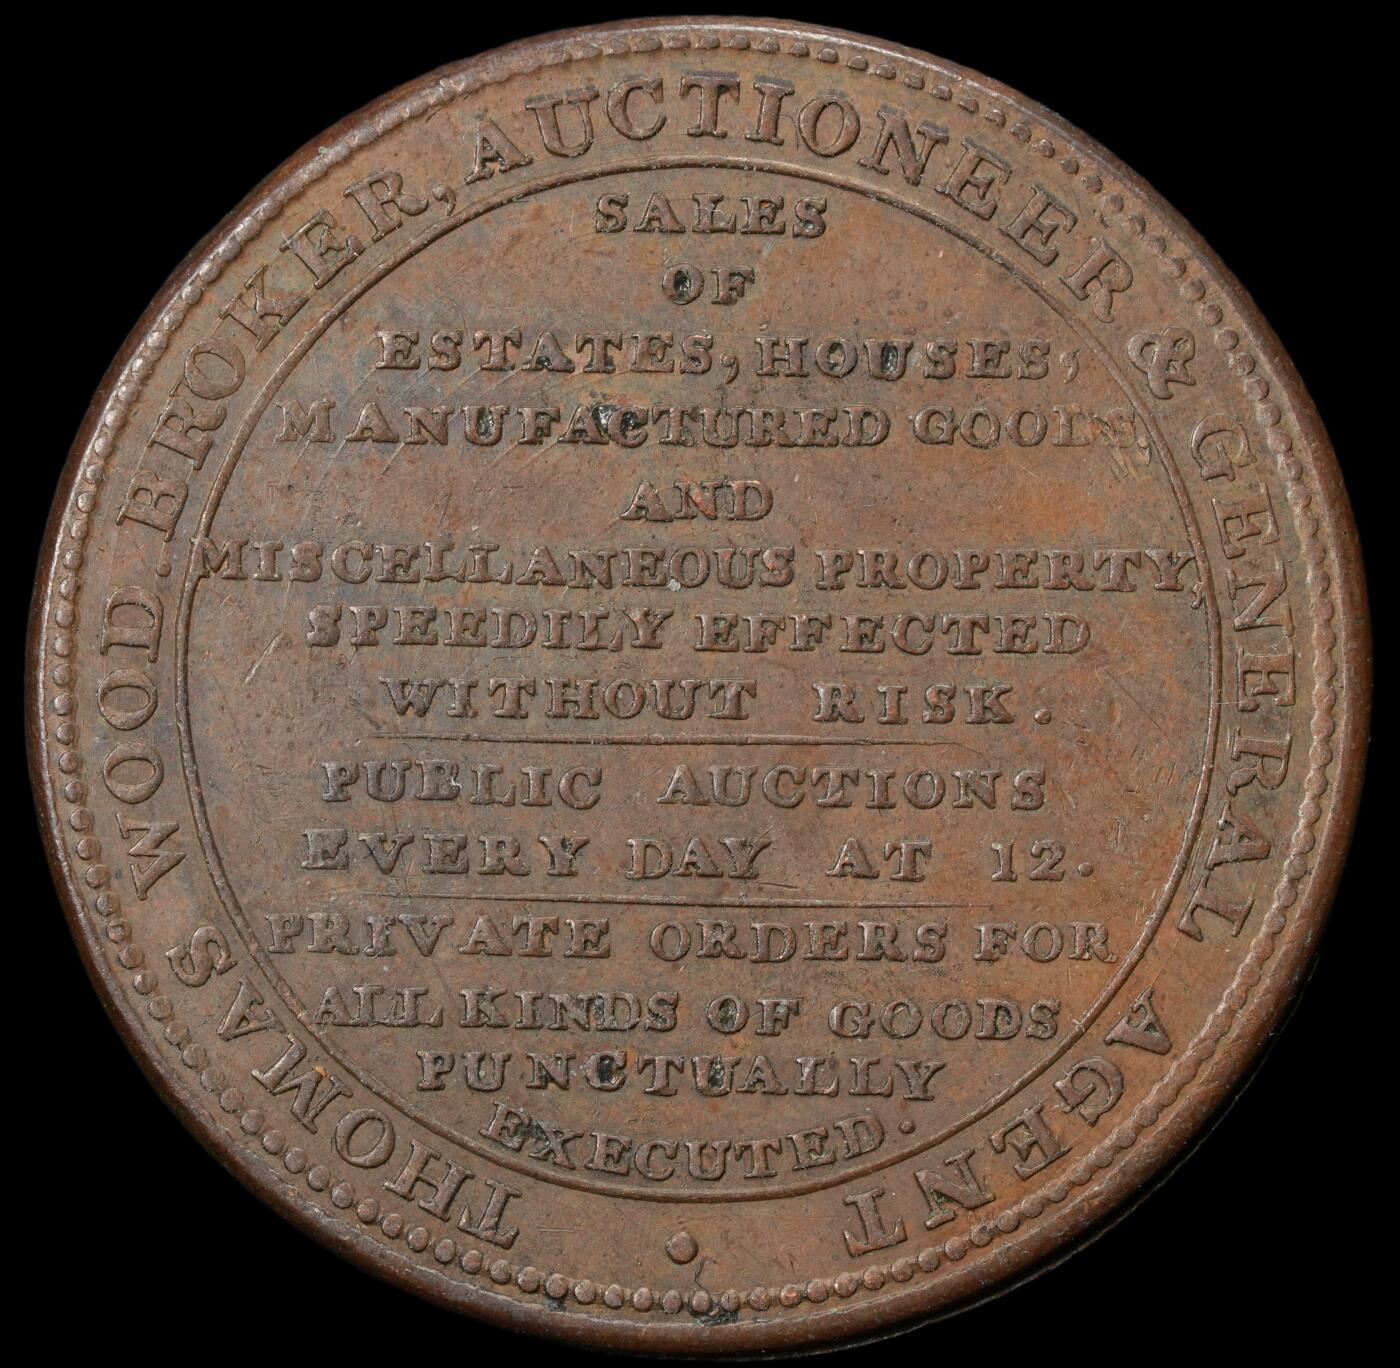 THOMAS WOOD. BROKER, AUCTIONEER & GENERAL AGENT
SALES
OF
ESTATES, HOUSES,
MANUFACTURED GOODS,
AND
MISCELLANEOUS PROPERTY,
SPEEDILY EFFECTED
WITHOUT RISK.
PUBLIC AUCTIONS
EVERY DAY AT 12.
PRIVATE ORDERS FOR
ALL KINDS OF GOODS
PUNCTUALLY
EXECUTED.